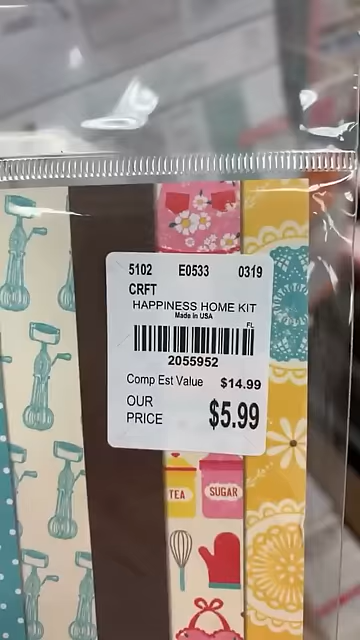 5102 E0533 0319
CRFT
HAPPINESS HOME KIT
Made in USA
FL
2055952
Comp Est Value $14.99
OUR
PRICE $5.99
TEA SUGAR